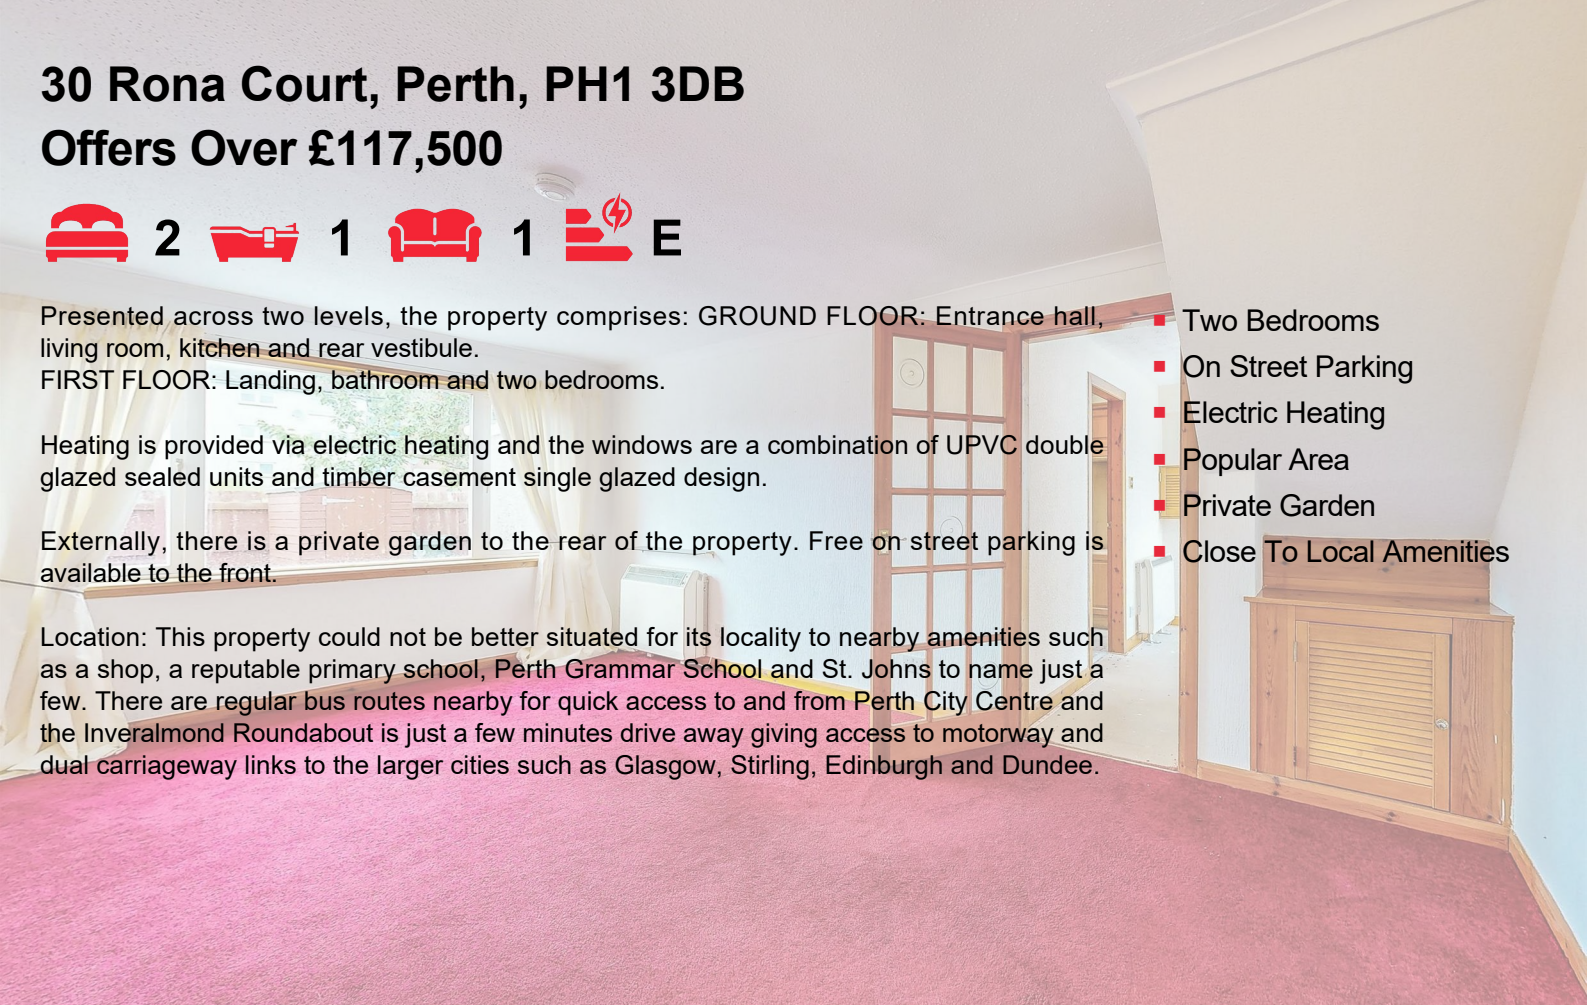 30 Rona Court, Perth, PH1 3DB
Offers Over £117,500
2 1 1 E
Presented across two levels, the property comprises: GROUND FLOOR: Entrance hall,
living room, kitchen and rear vestibule.
FIRST FLOOR: Landing, bathroom and two bedrooms.
Heating is provided via electric heating and the windows are a combination of UPVC double
glazed sealed units and timber casement single glazed design.
Externally, there is a private garden to the rear of the property. Free on street parking is
available to the front.
Location: This property could not be better situated for its locality to nearby amenities such
as a shop, a reputable primary school, Perth Grammar School and St. Johns to name just a
few. There are regular bus routes nearby for quick access to and from Perth City Centre and
the Inveralmond Roundabout is just a few minutes drive away giving access to motorway and
dual carriageway links to the larger cities such as Glasgow, Stirling, Edinburgh and Dundee.
Two Bedrooms
On Street Parking
Electric Heating
Popular Area
Private Garden
Close To Local Amenities